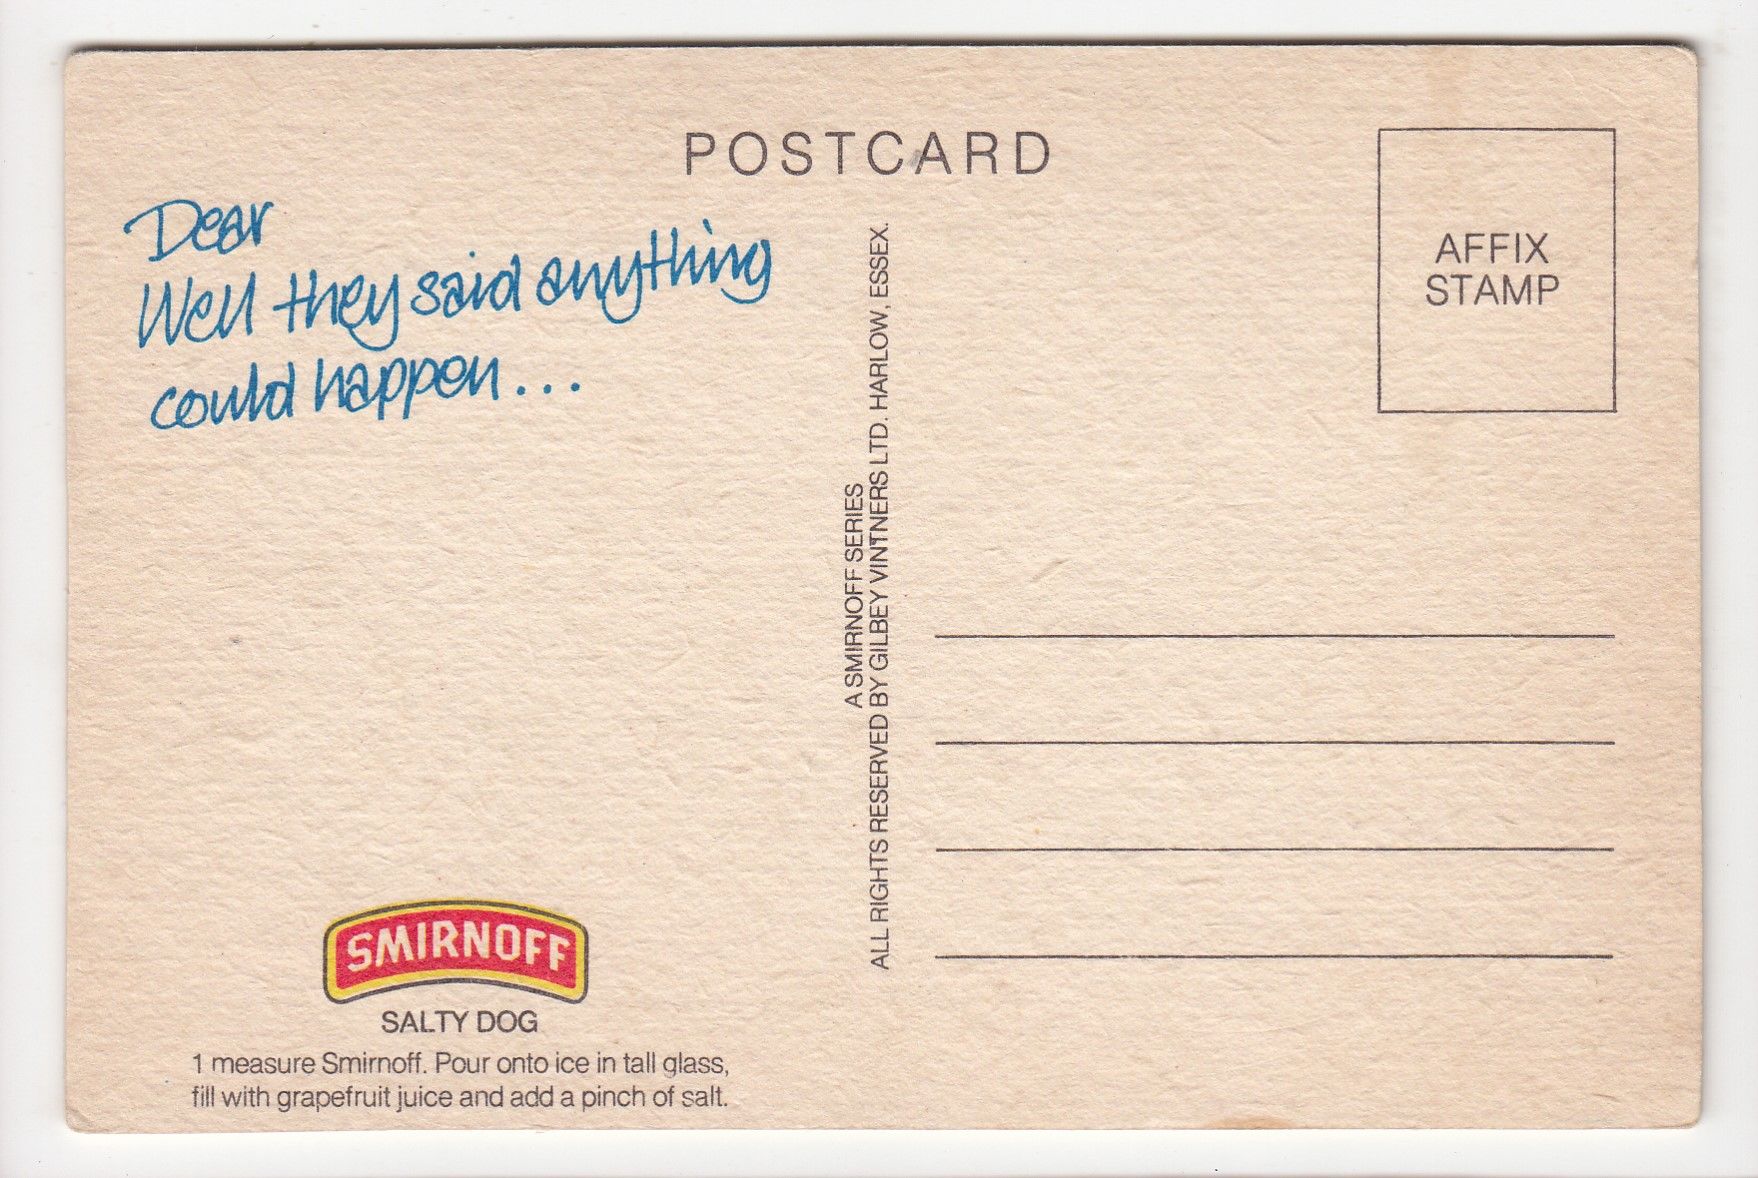 POSTCARD
Dear
Well they said anything
could happen...
AFFIX
STAMP
A SMIRNOFF SERIES
ALL RIGHTS RESERVED BY GILBEY VINTNERS LTD. HARLOW, ESSEX.
SMIRNOFF
SALTY DOG
1 measure Smirnoff. Pour onto ice in tall glass,
fill with grapefruit juice and add a pinch of salt.